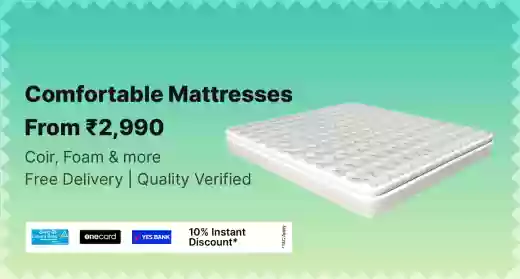 Comfortable Mattresses
From ₹2,990
Coir, Foam & more
Free Delivery | Quality Verified
onecard
YES BANK
10% Instant
Discount*